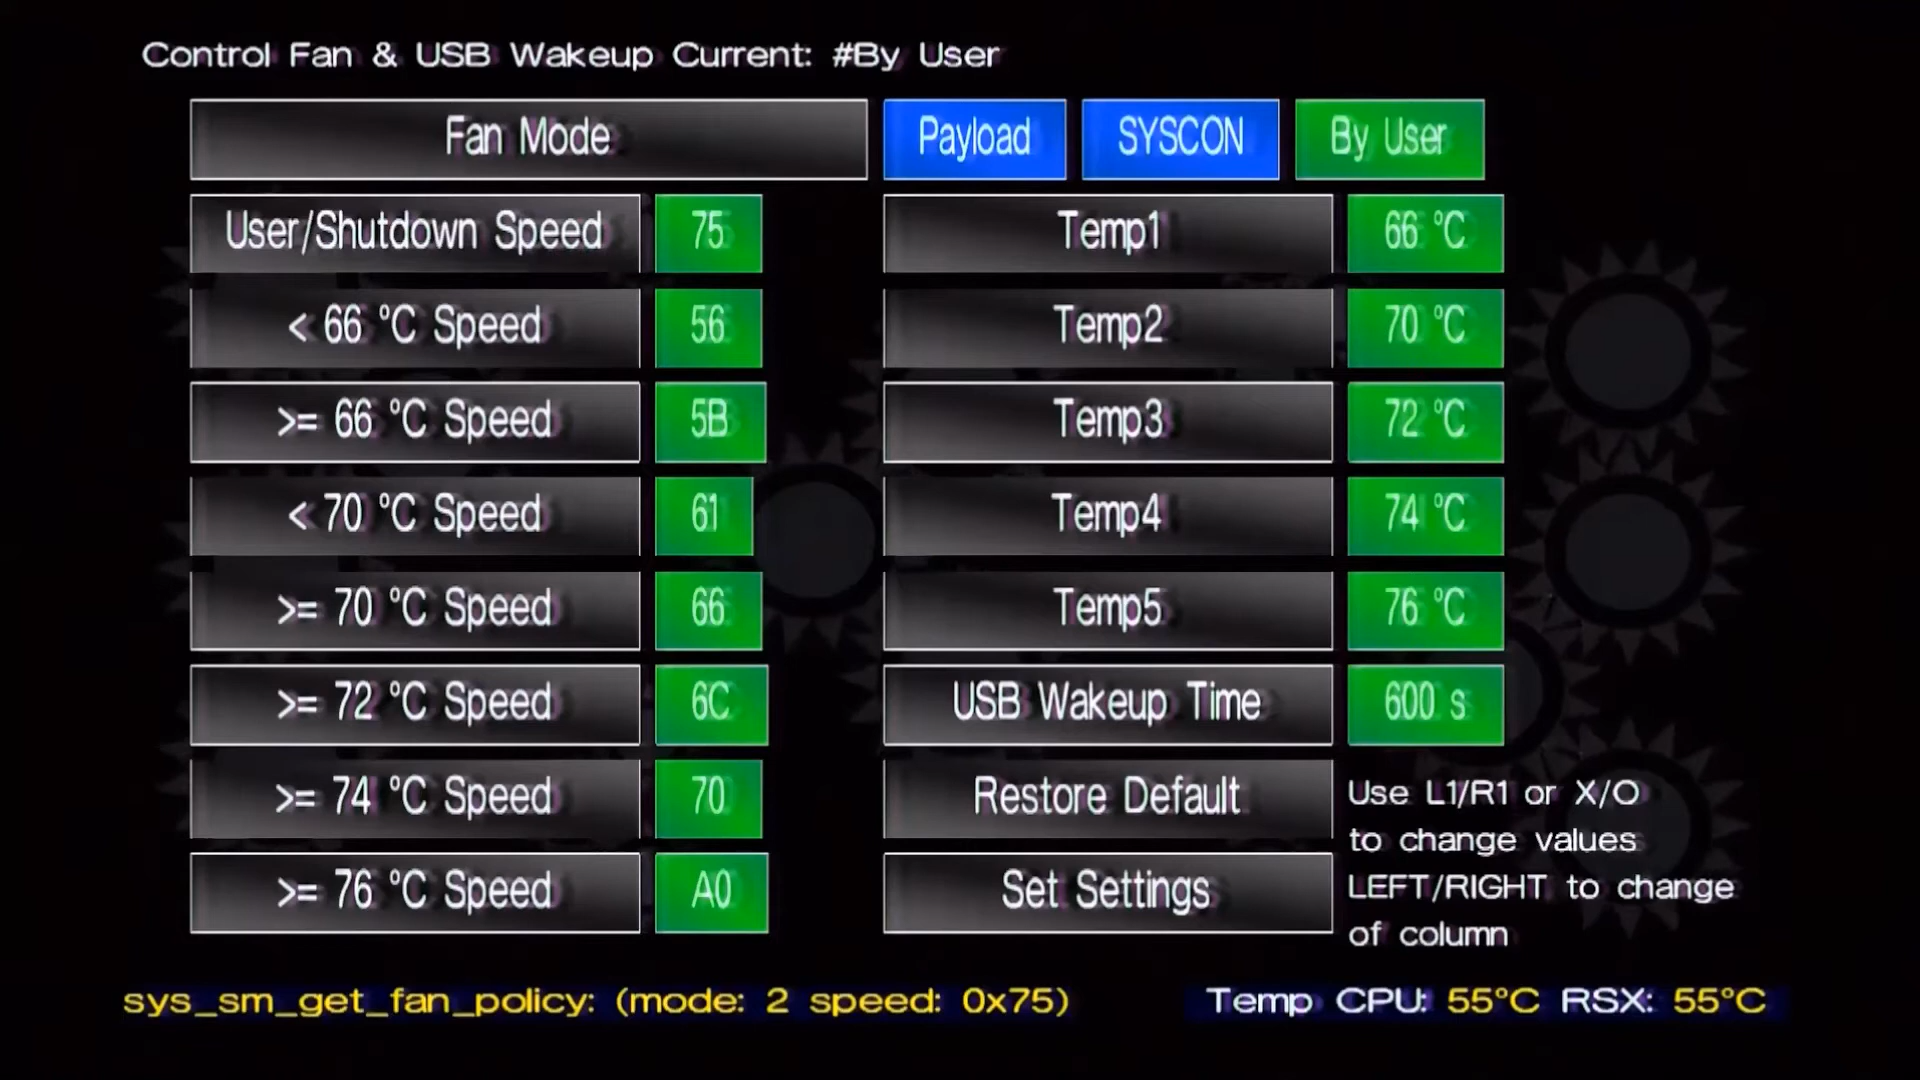 Control Fan & USB Wakeup Current: #By User
Fan Mode Payload SYSCON By User
User/Shutdown Speed 75 Temp1 66 °C
< 66 °C Speed 56 Temp2 70 °C
>= 66 °C Speed 5B Temp3 72 °C
< 70 °C Speed 61 Temp4 74 °C
>= 70 °C Speed 66 Temp5 76 °C
>= 72 °C Speed 6C USB Wakeup Time 600 s
>= 74 °C Speed 70 Restore Default
>= 76 °C Speed A0 Set Settings
Use L1/R1 or X/O
to change values
LEFT/RIGHT to change
of column
sys_sm_get_fan_policy: (mode: 2 speed: 0x75) Temp CPU: 55°C RSX: 55°C